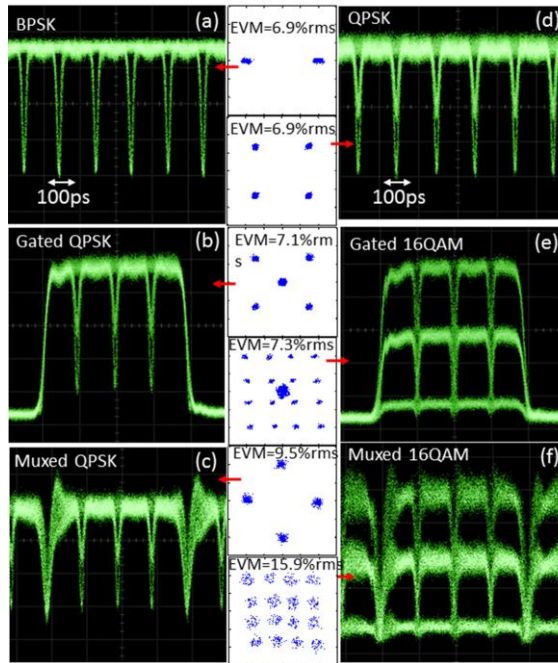 BPSK
(a)
EVM=6.9%rms
QPSK
(d)
EVM=6.9%rms
100ps
100ps
Gated QPSK
(b)
EVM=7.1%rm
s
Gated 16QAM
(e)
EVM=7.3%rms
Muxed QPSK
(c)
EVM=9.5%rms
Muxed 16QAM
(f)
EVM=15.9%rms